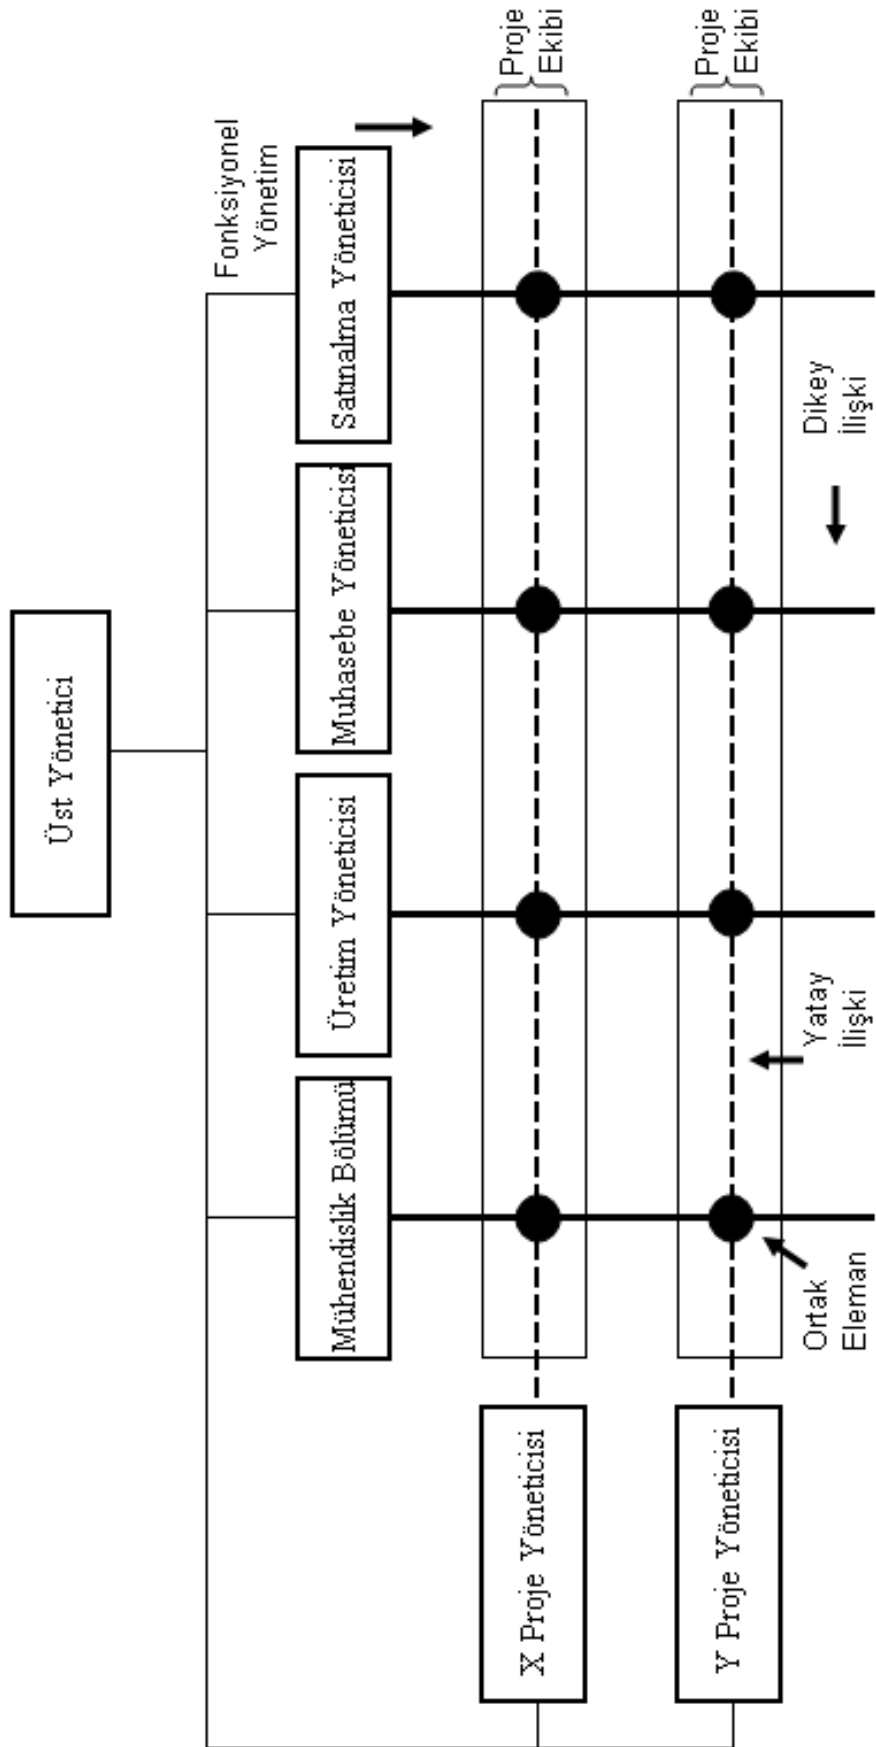 Üst Yönetici
Fonksiyonel
Yönetim
Mühendislik Bölümü
Üretim Yöneticisi
Muhasebe Yöneticisi
Satınalma Yöneticisi
X Proje Yöneticisi
Proje
Ekibi
Y Proje Yöneticisi
Proje
Ekibi
Ortak
Eleman
Yatay
İlişki
Dikey
İlişki